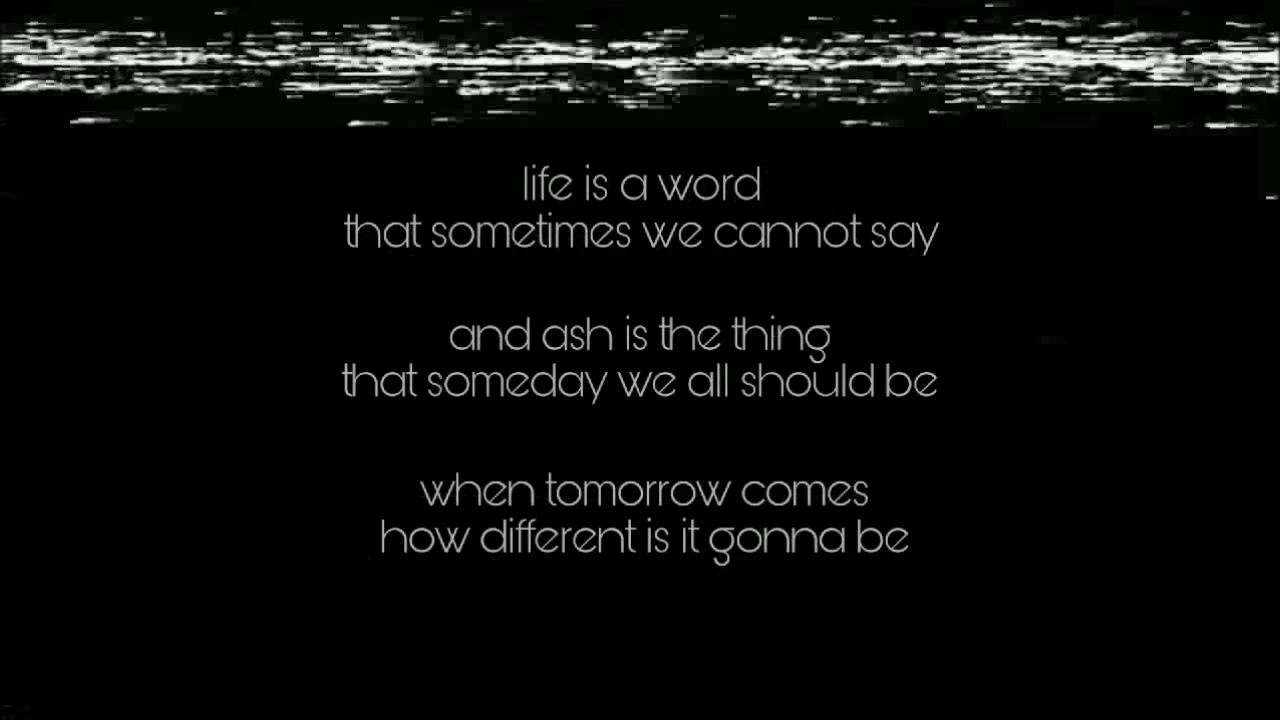 life is a word
that sometimes we cannot say
and ash is the thing
that someday we all should be
when tomorrow comes
how different is it gonna be